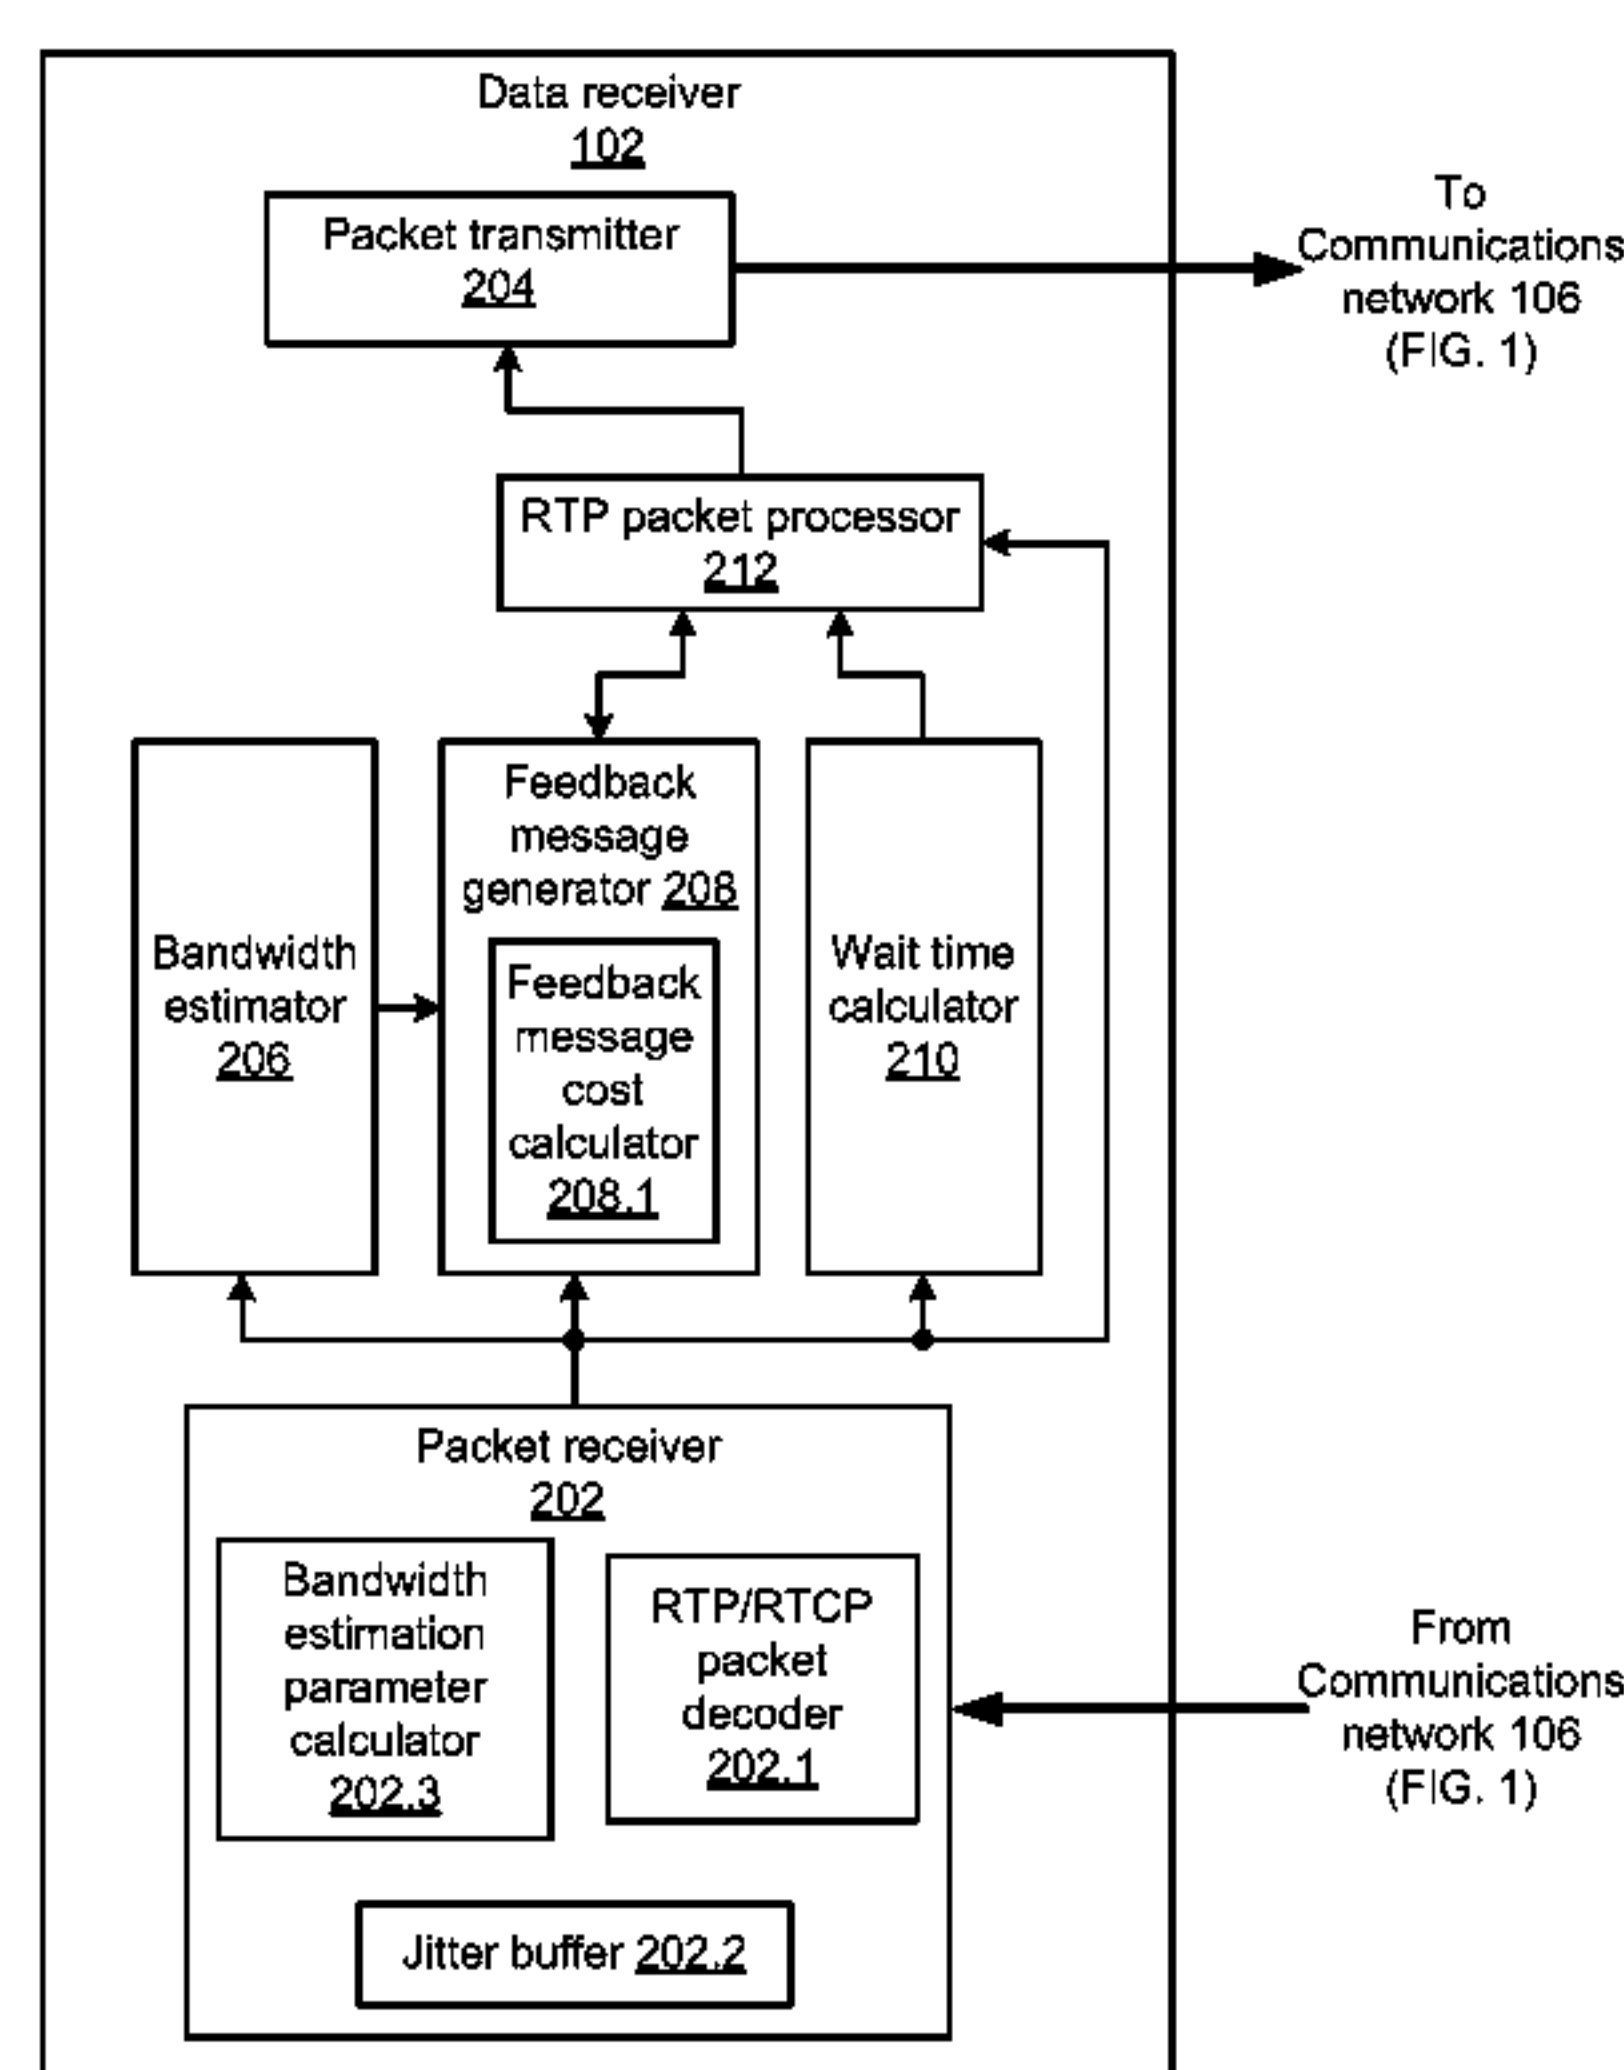 Data receiver
102
Packet transmitter
204
To
Communications
network 106
(FIG. 1)
RTP packet processor
212
Bandwidth
estimator
206
Feedback
message
generator 208
Feedback
message
cost
calculator
208.1
Wait time
calculator
210
Packet receiver
202
Bandwidth
estimation
parameter
calculator
202.3
RTP/RTCP
packet
decoder
202.1
Jitter buffer 202.2
From
Communications
network 106
(FIG. 1)